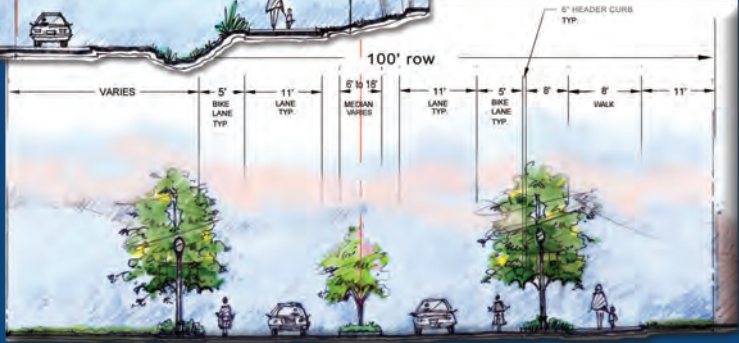 6" HEADER CURB
TYP.
100' row
VARIES
5'
BIKE
LANE
TYP.
11'
LANE
TYP.
6' to 18'
MEDIAN
VARIES
11'
LANE
TYP.
5'
BIKE
LANE
TYP.
8'
8'
WALK
11'